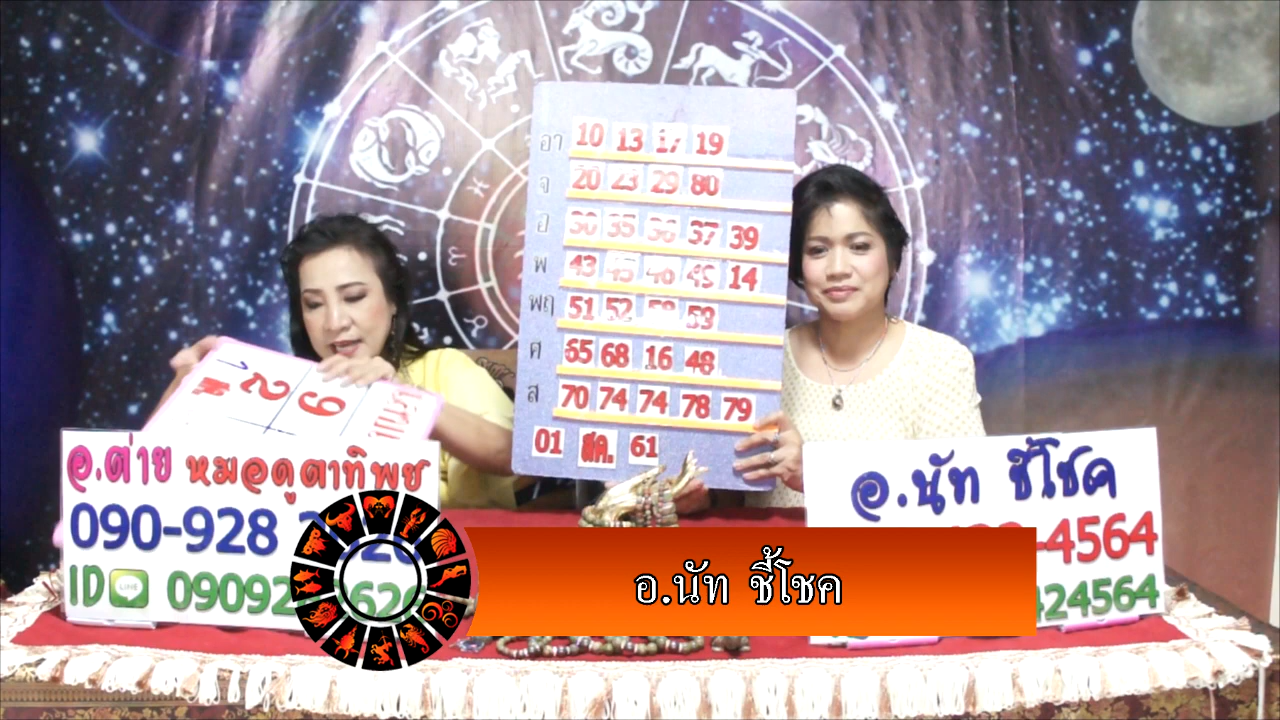 อา 10 13 17 19
จ 20 23 29 80
อ 30 35 36 37 39
พ 43 45 46 49 14
พฤ 51 52 59
ศ 65 68 16 48
ส 70 74 74 78 79
01 สค. 61
2 6
อ.ต่าย หมอดูตาทิพย์
090-928
ID LINE
อ.นัท ชี้โชค
-4564
424564
อ.นัท ชี้โชค